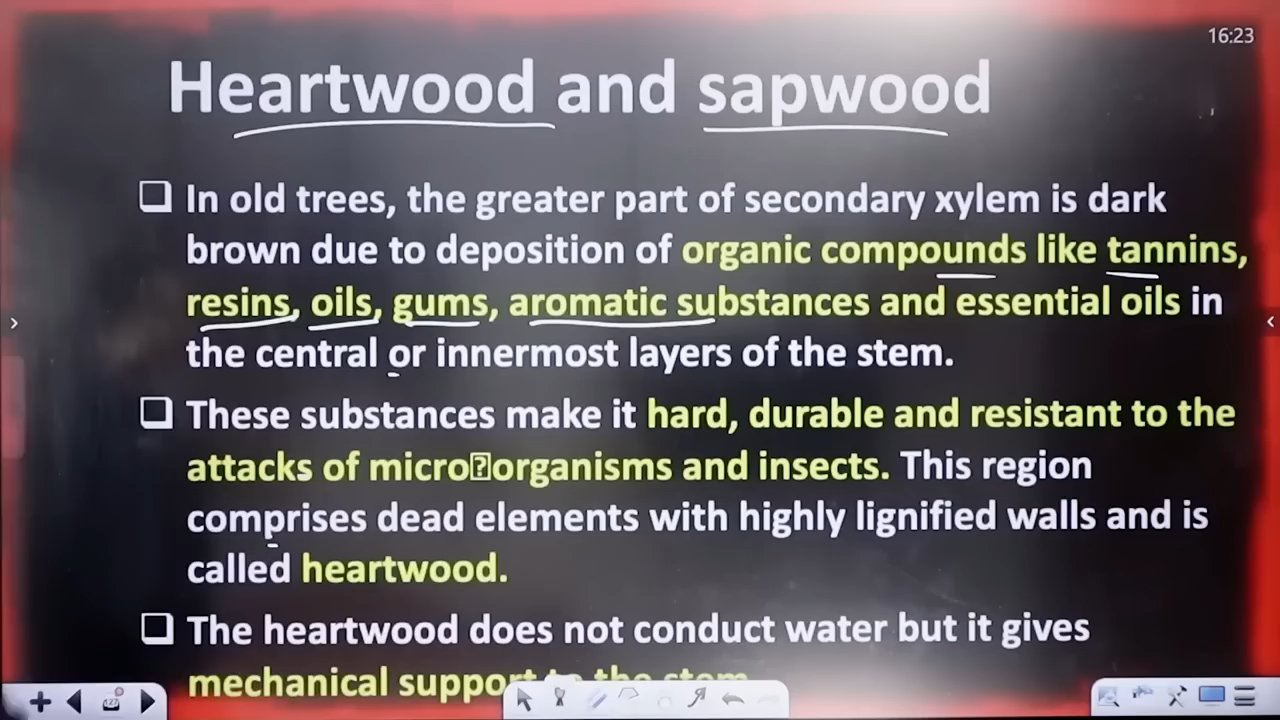 16:23
Heartwood and sapwood
❑ In old trees, the greater part of secondary xylem is dark
brown due to deposition of organic compounds like tannins,
resins, oils, gums, aromatic substances and essential oils in
the central or innermost layers of the stem.
❑ These substances make it hard, durable and resistant to the
attacks of micro⍰organisms and insects. This region
comprises dead elements with highly lignified walls and is
called heartwood.
❑ The heartwood does not conduct water but it gives
mechanical support to the stem